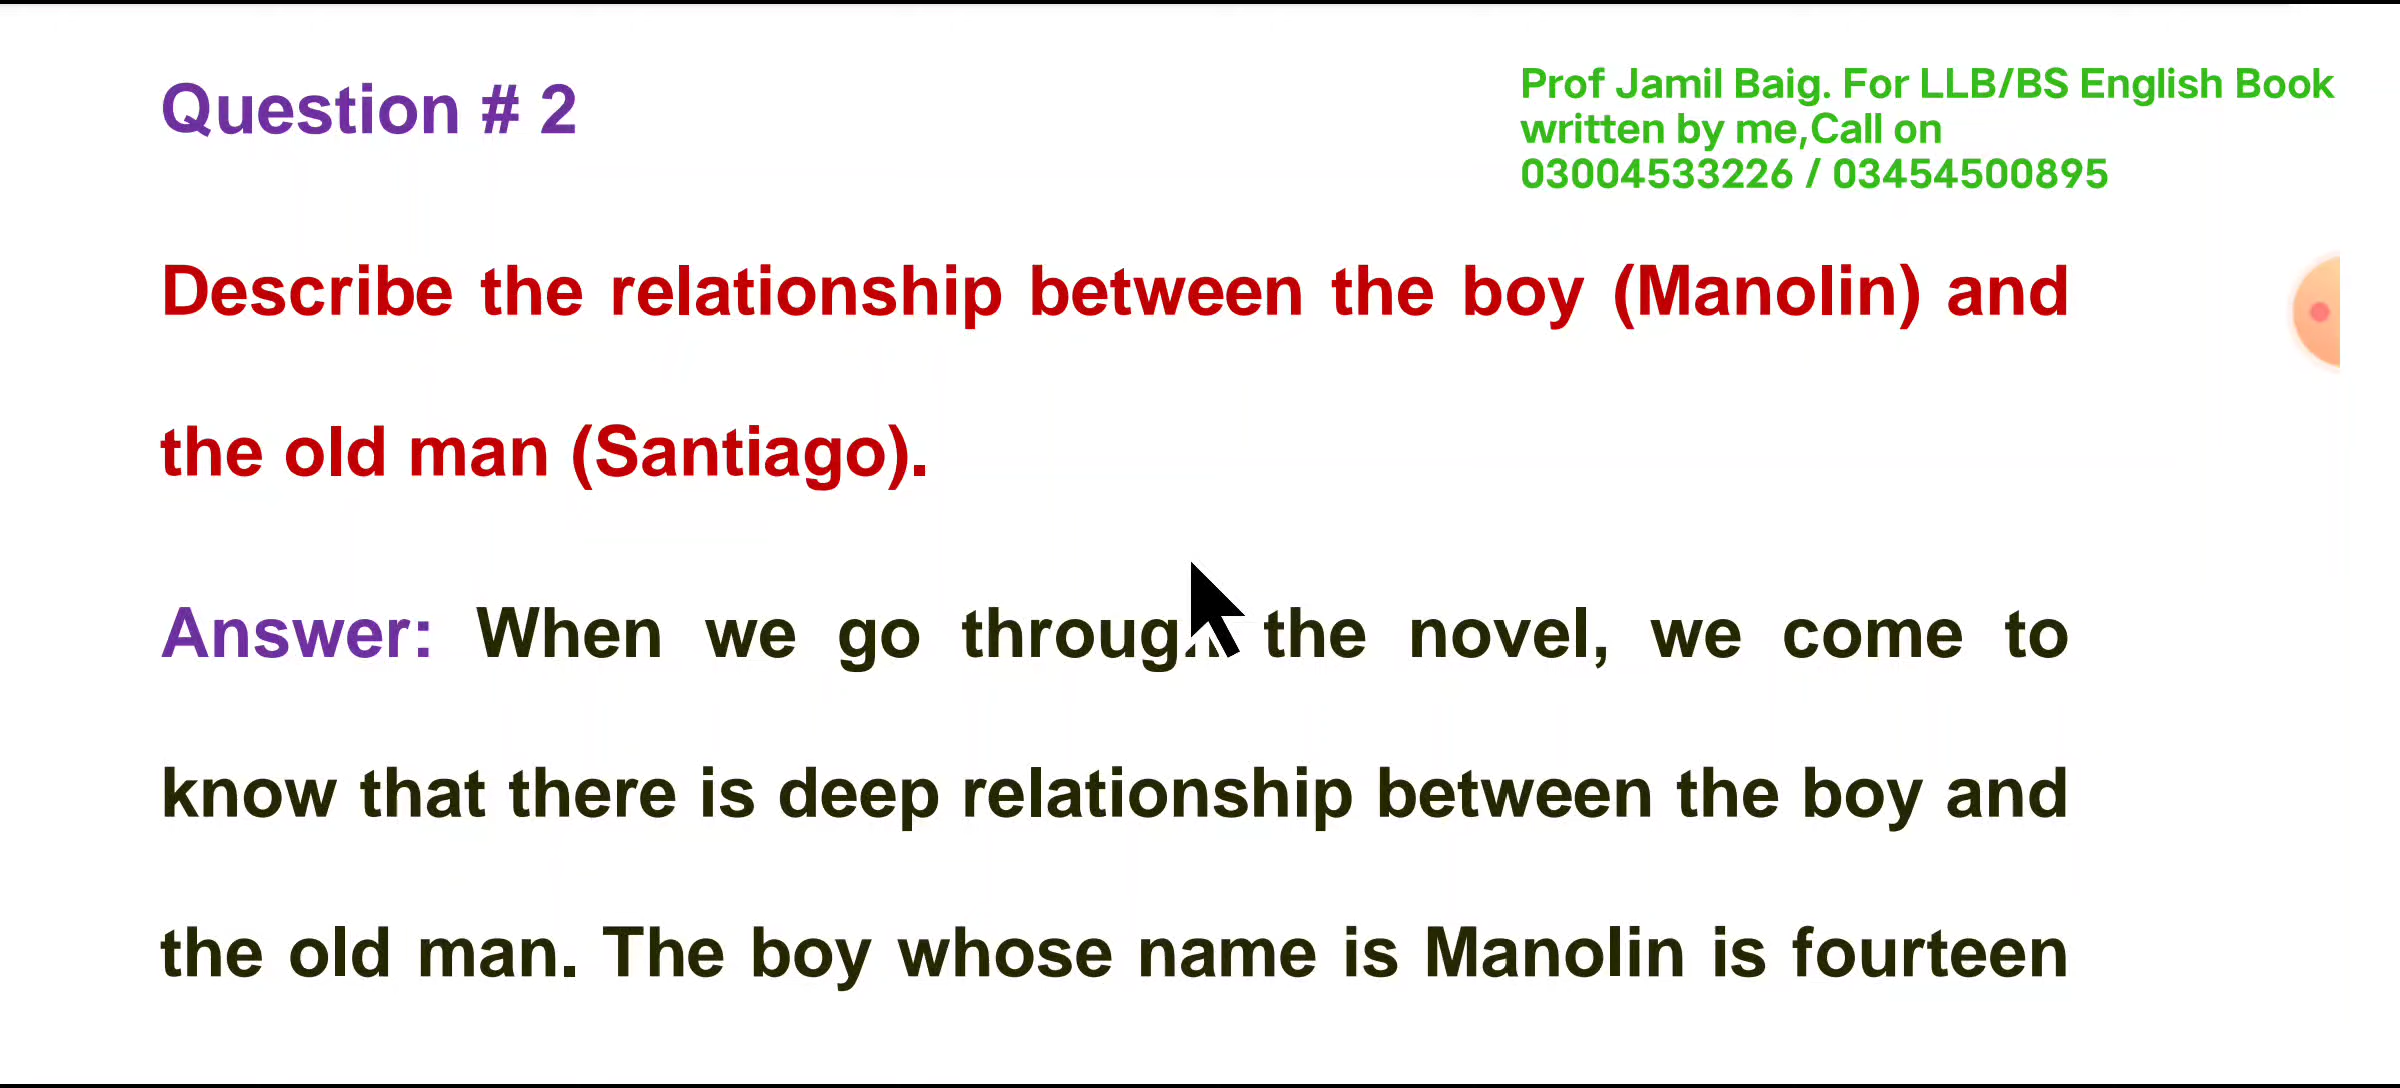 Question # 2
Prof Jamil Baig. For LLB/BS English Book
written by me,Call on
03004533226 / 03454500895
Describe the relationship between the boy (Manolin) and
the old man (Santiago).
Answer: When we go through the novel, we come to
know that there is deep relationship between the boy and
the old man. The boy whose name is Manolin is fourteen